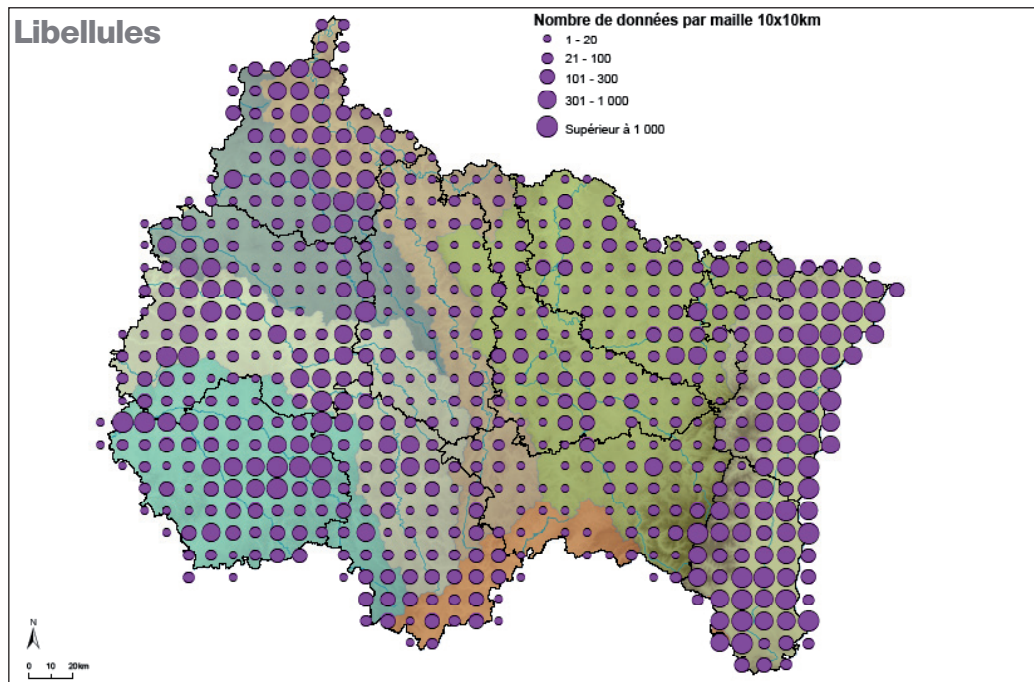 Libellules
Nombre de données par maille 10x10km
1 - 20
21 - 100
101 - 300
301 - 1 000
Supérieur à 1 000
N
0 10 20km